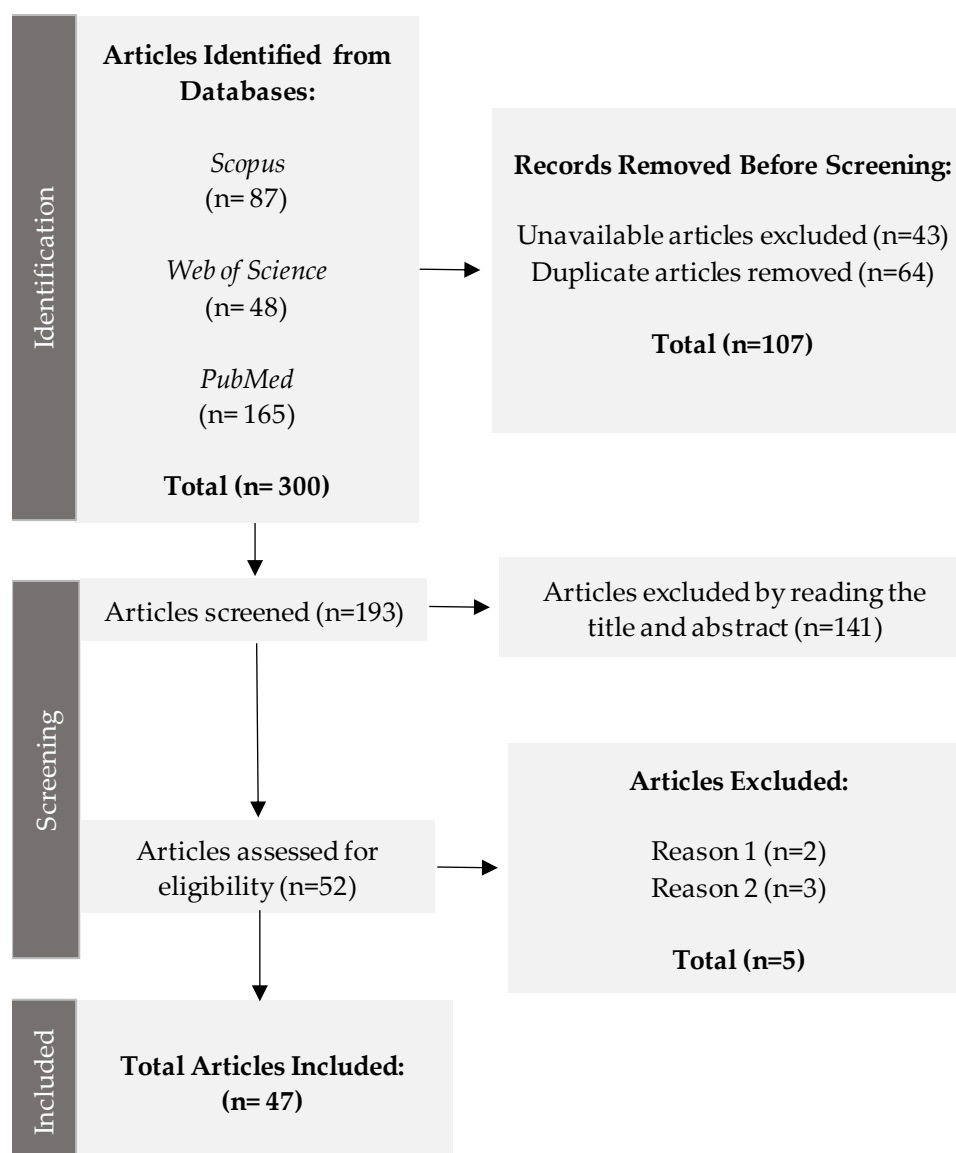 Identification
Articles Identified from
Databases:
Scopus
(n= 87)
Web of Science
(n= 48)
PubMed
(n= 165)
Total (n= 300)
Records Removed Before Screening:
Unavailable articles excluded (n=43)
Duplicate articles removed (n=64)
Total (n=107)
Screening
Articles screened (n=193)
Articles excluded by reading the
title and abstract (n=141)
Articles assessed for
eligibility (n=52)
Articles Excluded:
Reason 1 (n=2)
Reason 2 (n=3)
Total (n=5)
Included
Total Articles Included:
(n= 47)